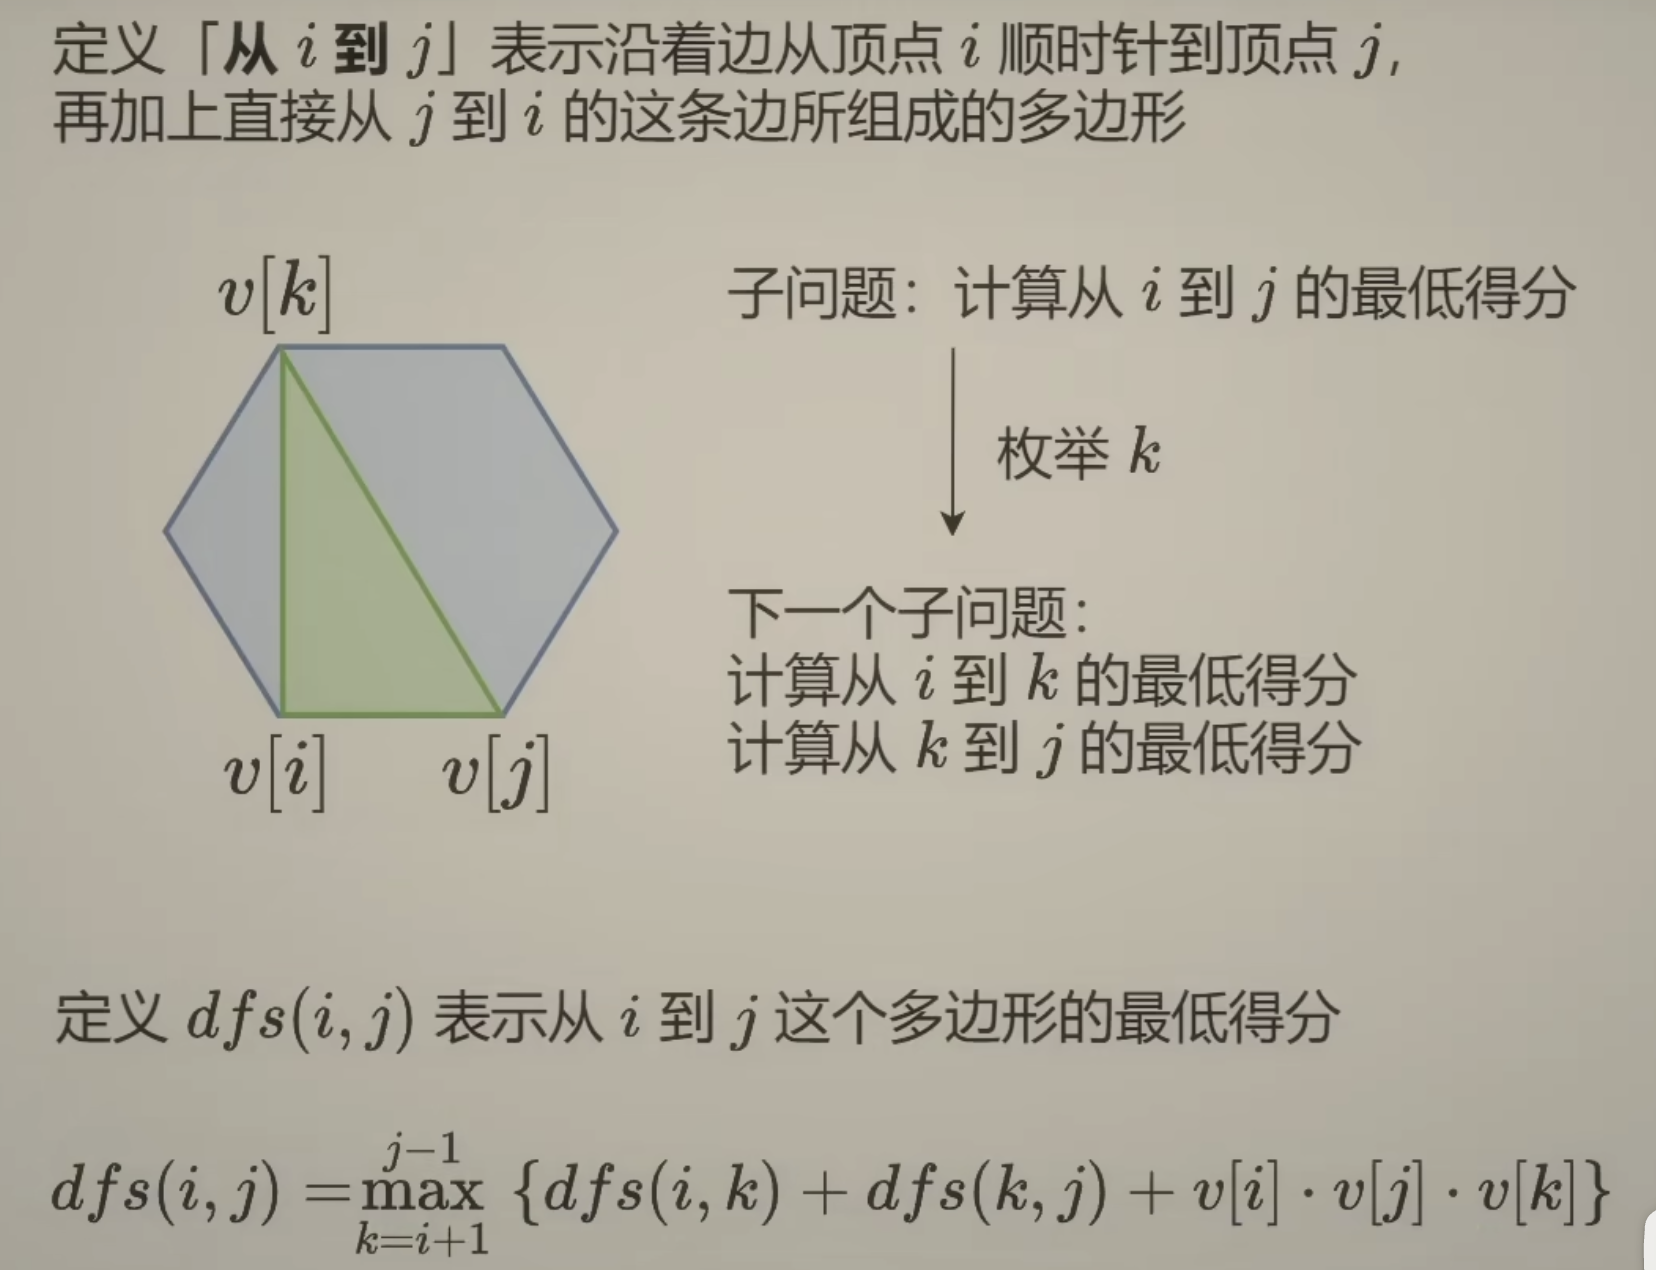 定义「从 i 到 j」表示沿着边从顶点 i 顺时针到顶点 j,
再加上直接从 j 到 i 的这条边所组成的多边形
v[k]
v[i] v[j]
子问题：计算从 i 到 j 的最低得分
枚举 k
下一个子问题：
计算从 i 到 k 的最低得分
计算从 k 到 j 的最低得分
定义 dfs(i, j) 表示从 i 到 j 这个多边形的最低得分
j−1
dfs(i, j) = max {dfs(i, k) + dfs(k, j) + v[i] · v[j] · v[k]}
k=i+1